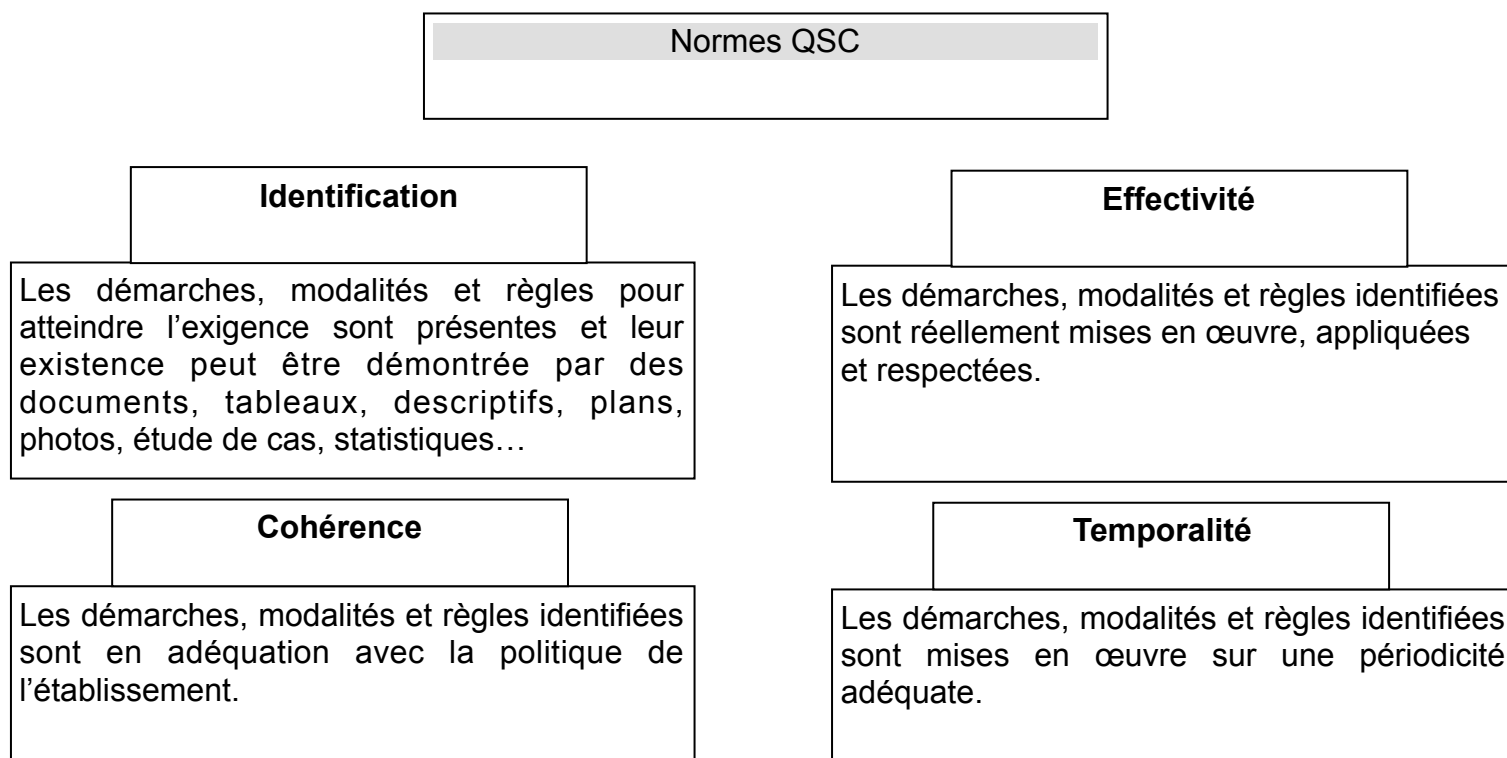 Normes QSC
Identification
Les démarches, modalités et règles pour
atteindre l’exigence sont présentes et leur
existence peut être démontrée par des
documents, tableaux, descriptifs, plans,
photos, étude de cas, statistiques…
Effectivité
Les démarches, modalités et règles identifiées
sont réellement mises en œuvre, appliquées
et respectées.
Cohérence
Les démarches, modalités et règles identifiées
sont en adéquation avec la politique de
l’établissement.
Temporalité
Les démarches, modalités et règles identifiées
sont mises en œuvre sur une périodicité
adéquate.